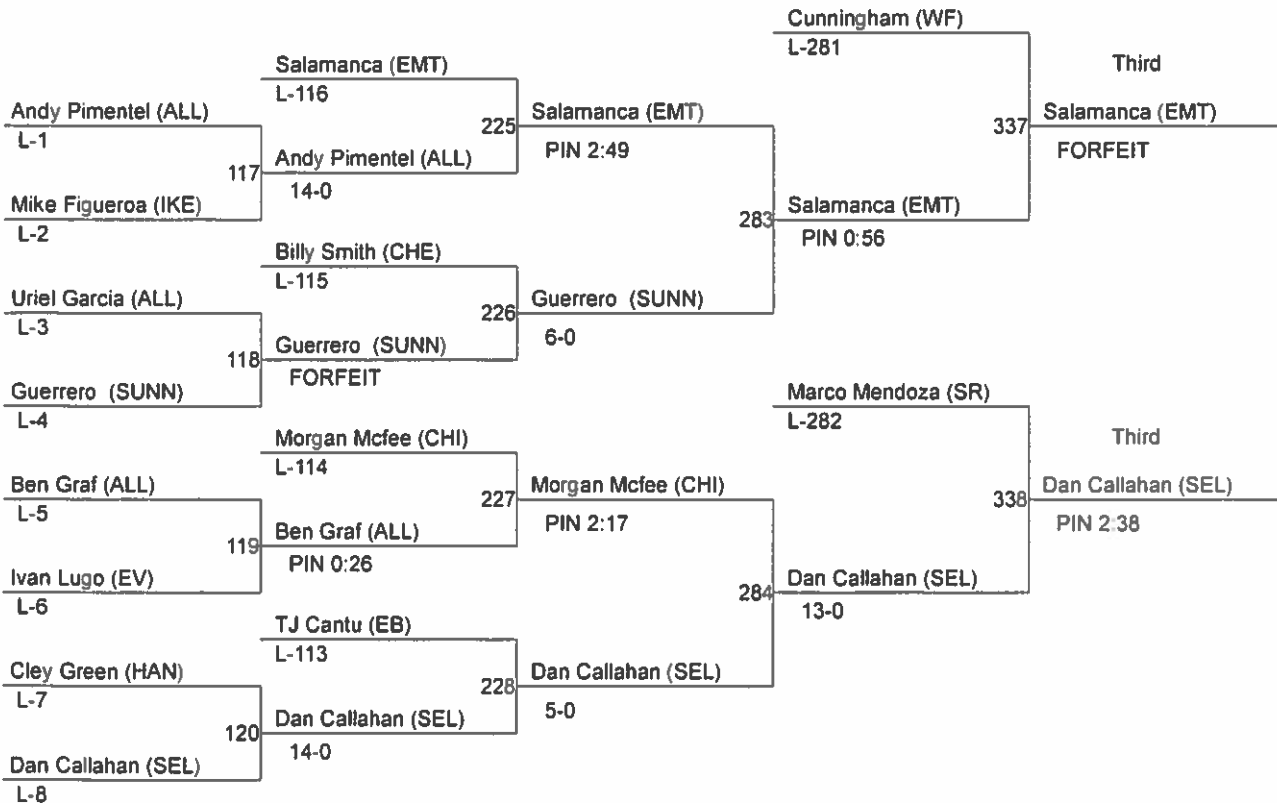 Cunningham (WF)
L-281
Third
Salamanca (EMT)
L-116
Andy Pimentel (ALL)
L-1
225
Salamanca (EMT)
PIN 2:49
337
Salamanca (EMT)
FORFEIT
117
Andy Pimentel (ALL)
14-0
Mike Figueroa (IKE)
L-2
283
Salamanca (EMT)
PIN 0:56
Billy Smith (CHE)
L-115
Uriel Garcia (ALL)
L-3
226
Guerrero (SUNN)
6-0
118
Guerrero (SUNN)
FORFEIT
Guerrero (SUNN)
L-4
Marco Mendoza (SR)
L-282
Third
Morgan Mcfee (CHI)
L-114
Ben Graf (ALL)
L-5
227
Morgan Mcfee (CHI)
PIN 2:17
338
Dan Callahan (SEL)
PIN 2:38
119
Ben Graf (ALL)
PIN 0:26
Ivan Lugo (EV)
L-6
284
Dan Callahan (SEL)
13-0
TJ Cantu (EB)
L-113
Cley Green (HAN)
L-7
228
Dan Callahan (SEL)
5-0
120
Dan Callahan (SEL)
14-0
Dan Callahan (SEL)
L-8